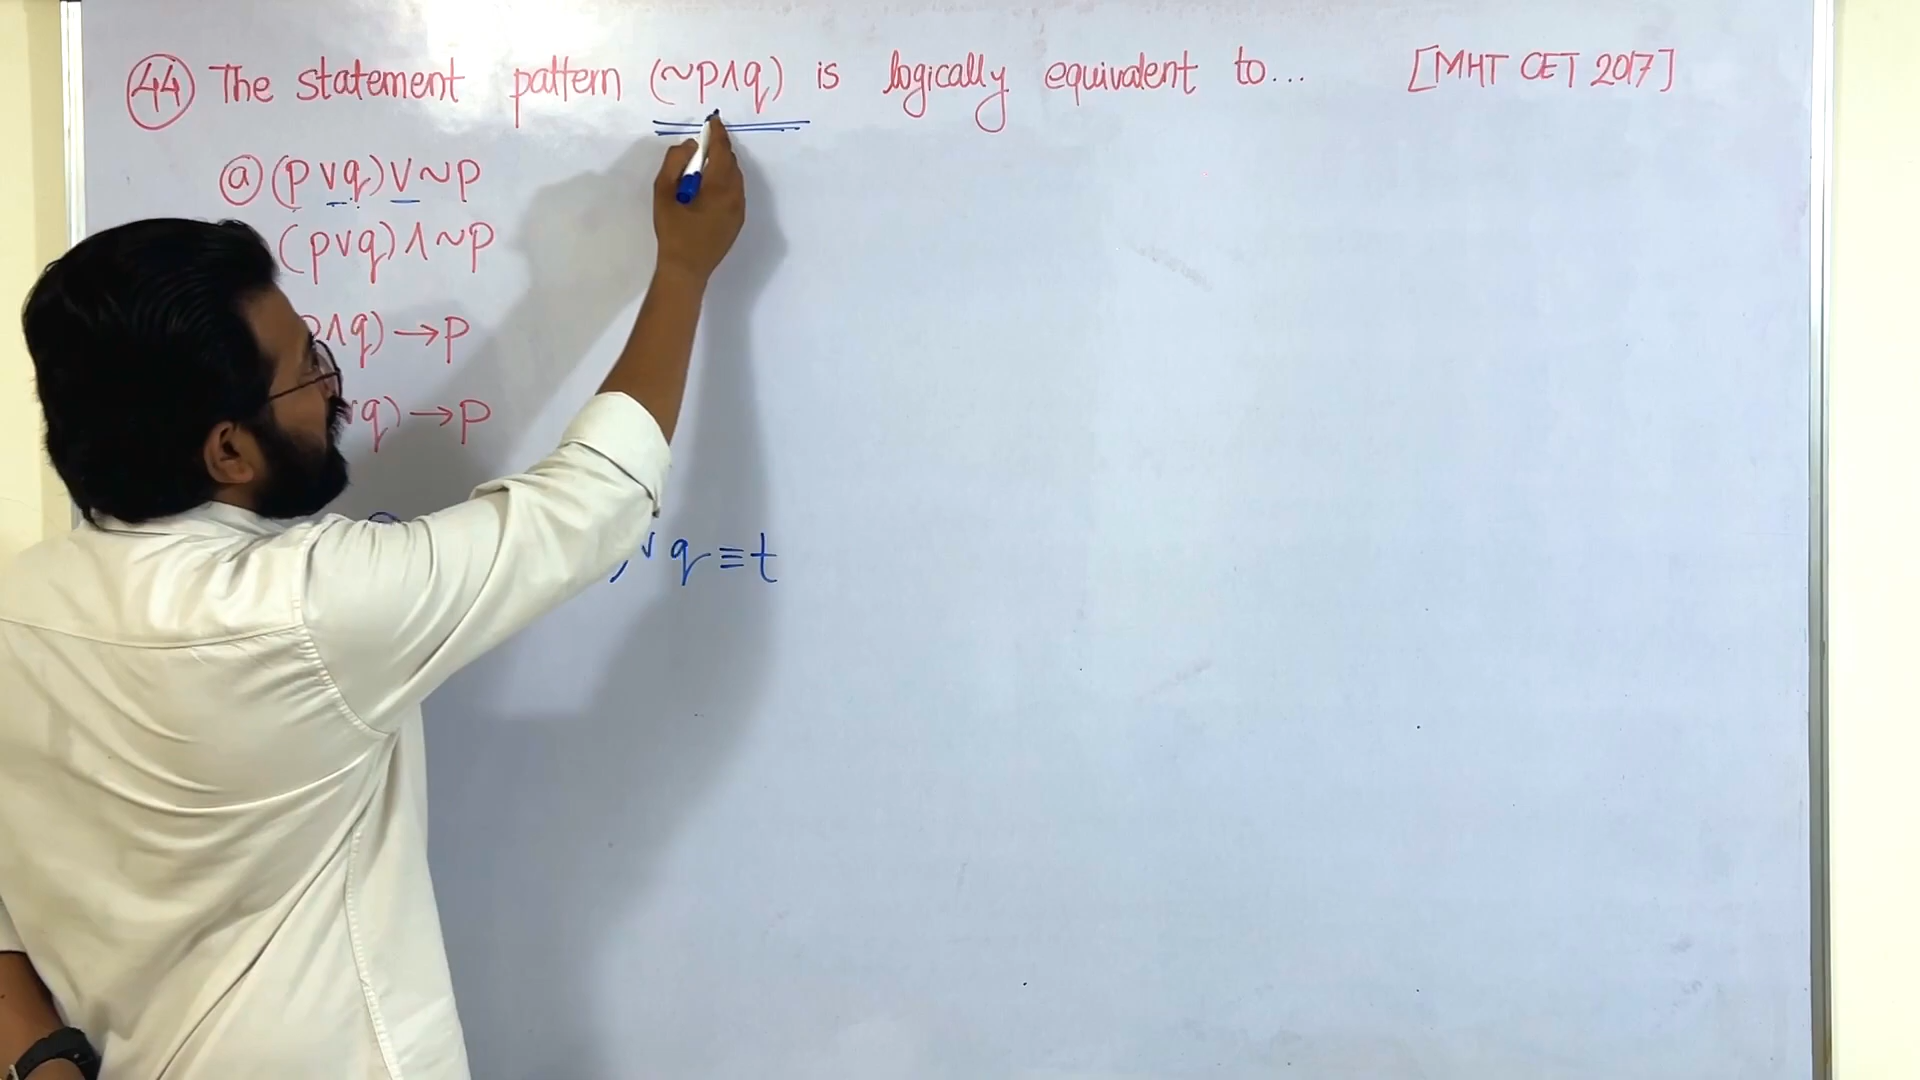 44 The statement pattern (~p∧q) is logically equivalent to... [MHT CET 2017]
a (p∨q)∨~p
(p∨q)∧~p
∧q)→p
q)→p
∨ q ≡ t